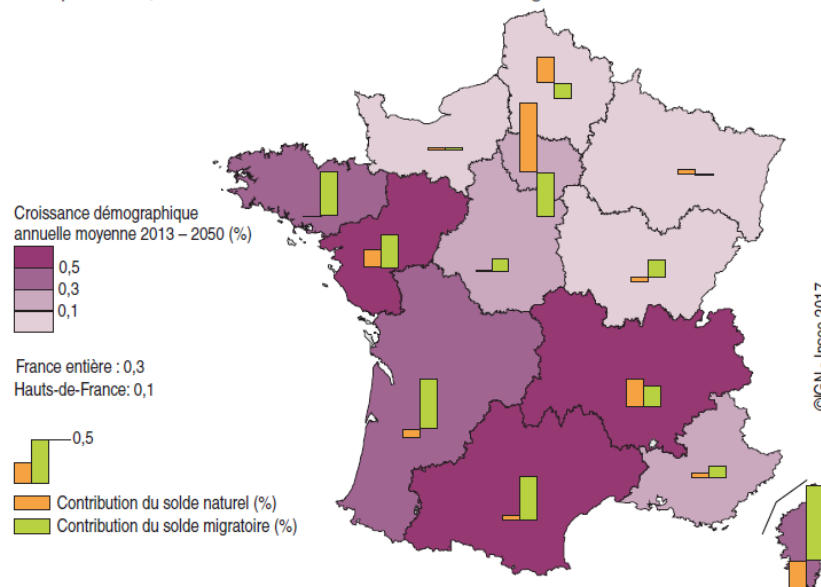 Croissance démographique
annuelle moyenne 2013 – 2050 (%)
0,5
0,3
0,1
France entière : 0,3
Hauts-de-France: 0,1
0,5
Contribution du solde naturel (%)
Contribution du solde migratoire (%)
2017